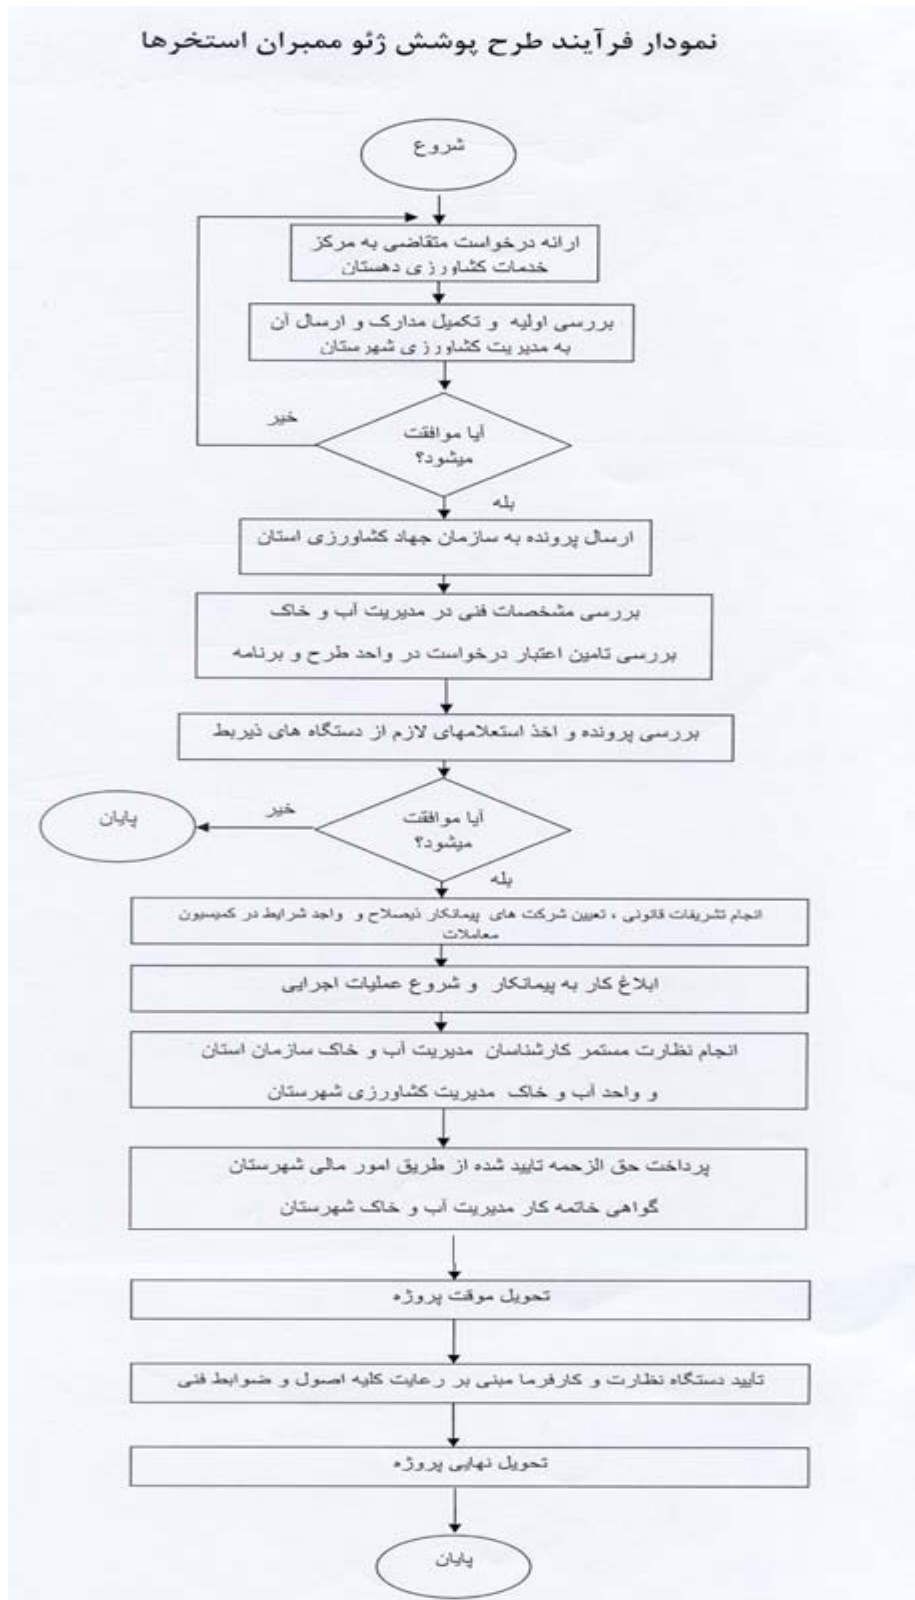 نمودار فرآیند طرح پوشش ژئو ممبران استخرها
شروع
ارائه درخواست متقاضی به مرکز
خدمات کشاورزی دهستان
بررسی اولیه و تکمیل مدارک و ارسال آن
به مدیریت کشاورزی شهرستان
خیر
آیا موافقت
میشود؟
بله
ارسال پرونده به سازمان جهاد کشاورزی استان
بررسی مشخصات فنی در مدیریت آب و خاک
بررسی تامین اعتبار درخواست در واحد طرح و برنامه
بررسی پرونده و اخذ استعلامهای لازم از دستگاه های ذیربط
پایان
خیر
آیا موافقت
میشود؟
بله
انجام تشریفات قانونی ، تعیین شرکت های پیمانکار ذیصلاح و واجد شرایط در کمیسیون
معاملات
ابلاغ کار به پیمانکار و شروع عملیات اجرایی
انجام نظارت مستمر کارشناسان مدیریت آب و خاک سازمان استان
و واحد آب و خاک مدیریت کشاورزی شهرستان
پرداخت حق الزحمه تایید شده از طریق امور مالی شهرستان
گواهی خاتمه کار مدیریت آب و خاک شهرستان
تحویل موقت پروژه
تأیید دستگاه نظارت و کارفرما مبنی بر رعایت کلیه اصول و ضوابط فنی
تحویل نهایی پروژه
پایان